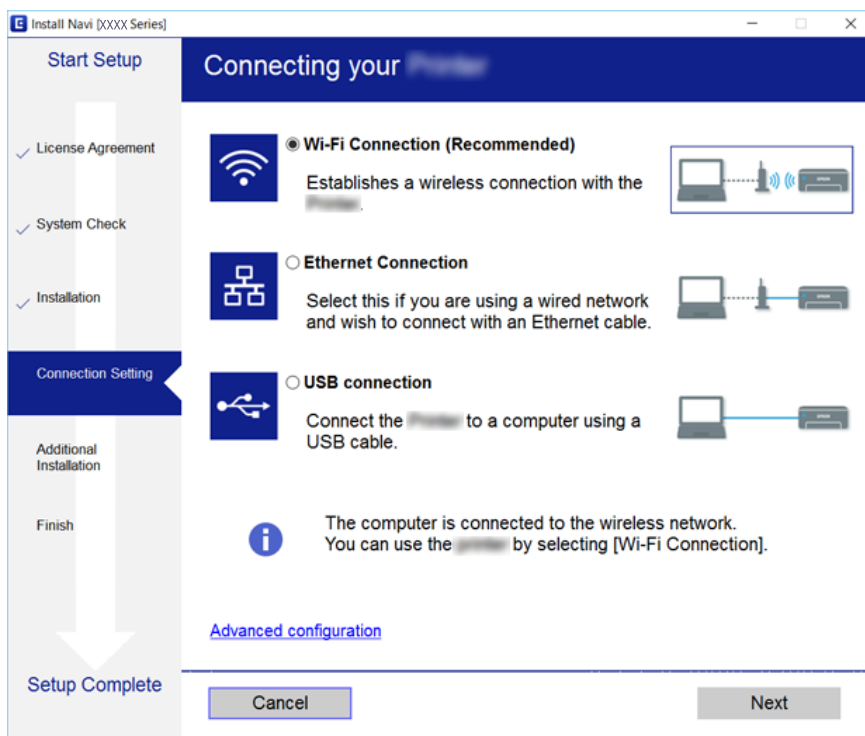 Install Navi [XXXX Series]
Start Setup
License Agreement
System Check
Installation
Connection Setting
Additional
Installation
Finish
Setup Complete
Connecting your
Wi-Fi Connection (Recommended)
Establishes a wireless connection with the
.
Ethernet Connection
Select this if you are using a wired network
and wish to connect with an Ethernet cable.
USB connection
Connect the to a computer using a
USB cable.
The computer is connected to the wireless network.
You can use the by selecting [Wi-Fi Connection].
Advanced configuration
Cancel
Next